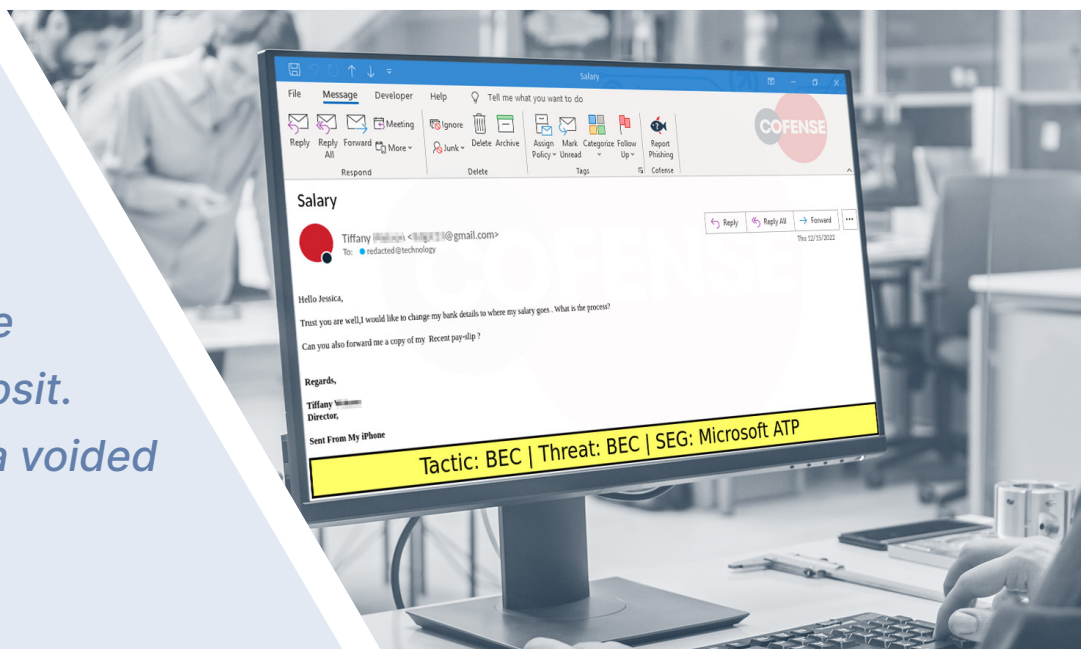 e
osit.
a voided
Salary
File Message Developer Help Tell me what you want to do
Reply
Reply All
Forward
Meeting
More
Respond
Ignore
Junk
Delete
Archive
Delete
Assign Policy
Mark Unread
Categorize
Follow Up
Tags
Report Phishing
Cofense
COFENSE
Salary
Tiffany < @gmail.com>
To: redacted@technology
Reply Reply All Forward ...
Thu 12/15/2022
COFENSE
Hello Jessica,
Trust you are well,I would like to change my bank details to where my salary goes . What is the process?
Can you also forward me a copy of my Recent pay-slip ?
Regards,
Tiffany
Director,
Sent From My iPhone
Tactic: BEC | Threat: BEC | SEG: Microsoft ATP